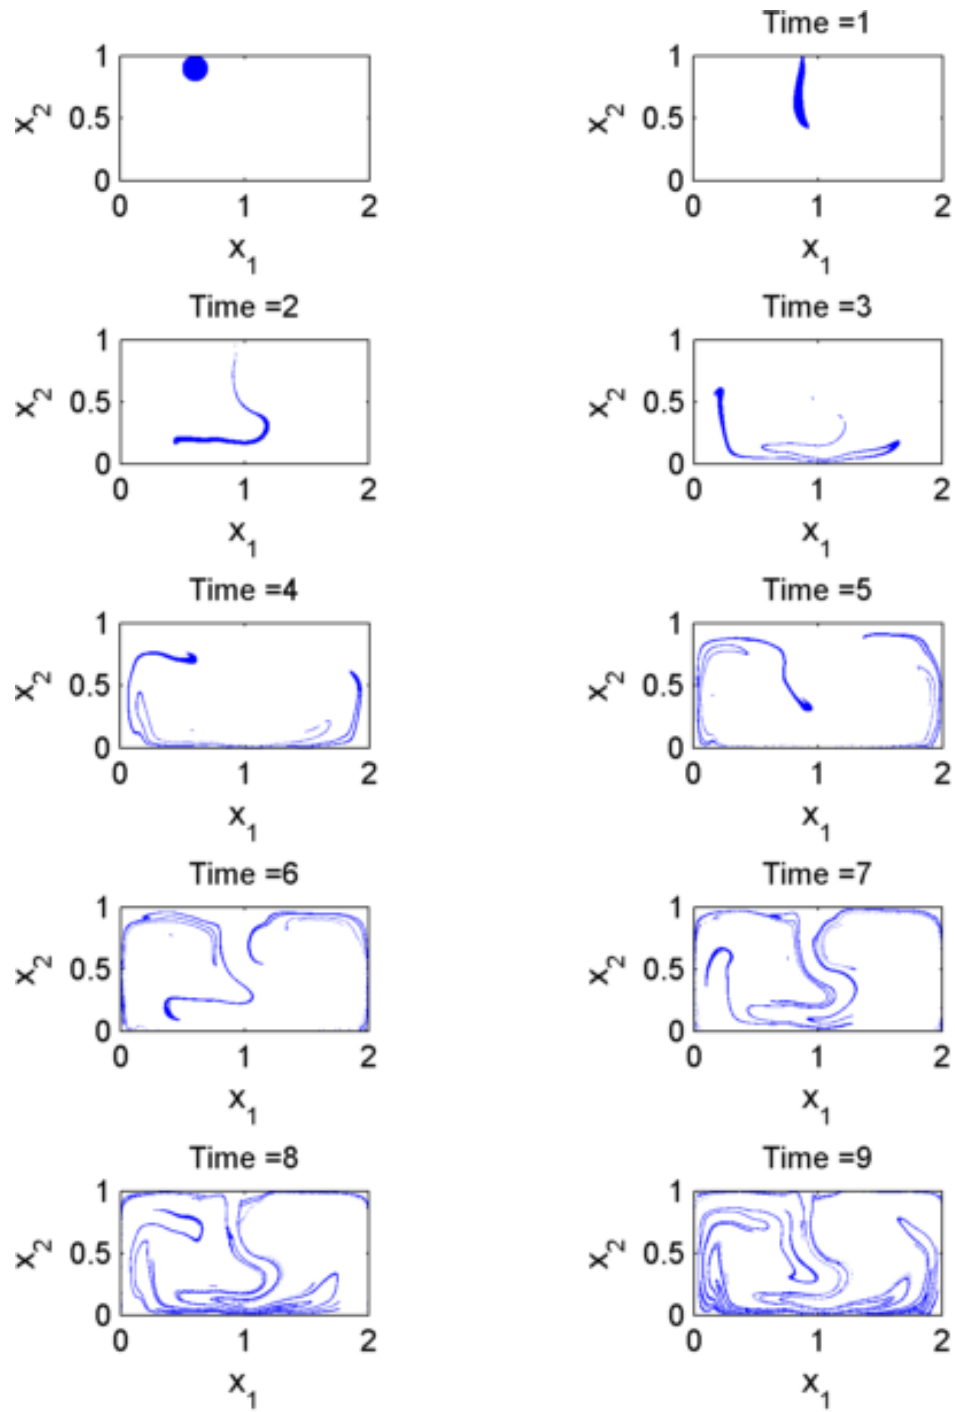 Time =1
1 1
x₂ 0.5 x₂ 0.5
0 0
0 1 2 0 1 2
x₁ x₁
Time =2 Time =3
1 1
x₂ 0.5 x₂ 0.5
0 0
0 1 2 0 1 2
x₁ x₁
Time =4 Time =5
1 1
x₂ 0.5 x₂ 0.5
0 0
0 1 2 0 1 2
x₁ x₁
Time =6 Time =7
1 1
x₂ 0.5 x₂ 0.5
0 0
0 1 2 0 1 2
x₁ x₁
Time =8 Time =9
1 1
x₂ 0.5 x₂ 0.5
0 0
0 1 2 0 1 2
x₁ x₁